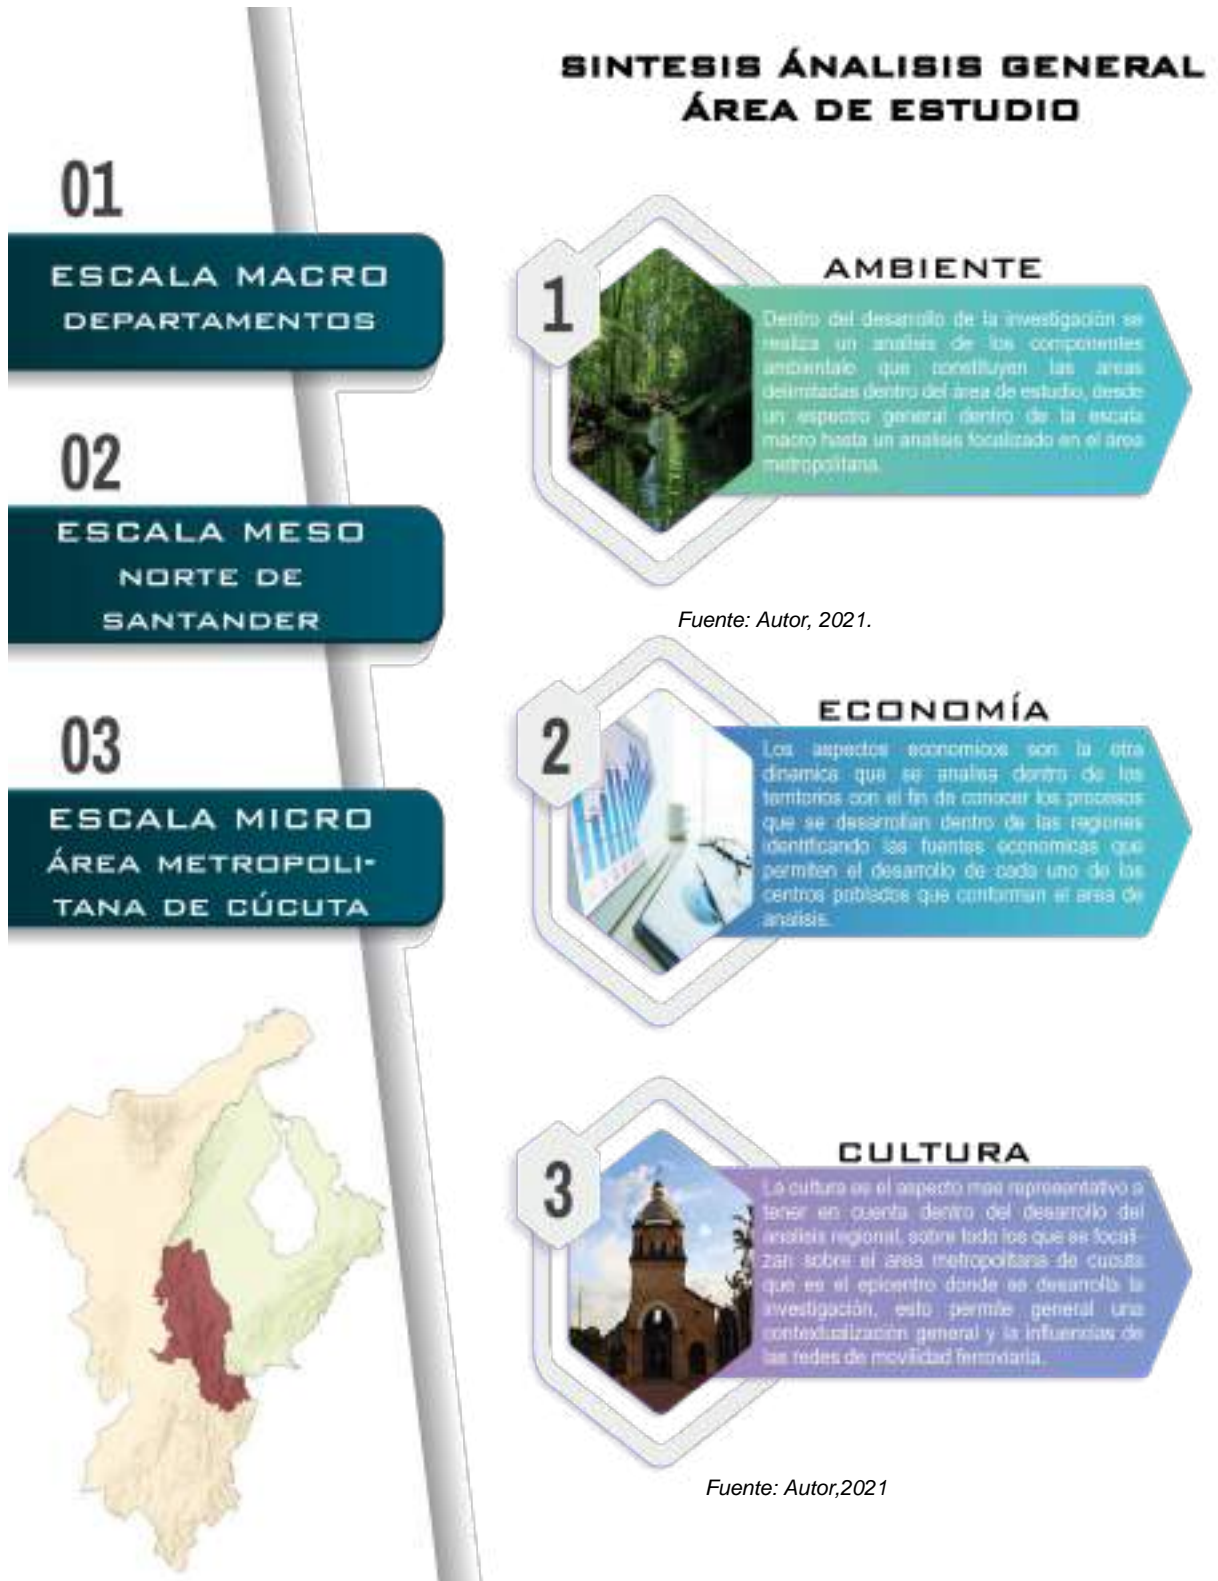 SINTESIS ÁNALISIS GENERAL
ÁREA DE ESTUDIO
01
ESCALA MACRO
DEPARTAMENTOS
02
ESCALA MESO
NORTE DE
SANTANDER
03
ESCALA MICRO
ÁREA METROPOLI-
TANA DE CÚCUTA
1
AMBIENTE
Dentro del desarrollo de la investigación se
realiza un analisis de los componentes
ambientale que constituyen las areas
delimitadas dentro del área de estudio, desde
un espectro general dentro de la escala
macro hasta un analisis focalizado en el área
metropolitana.
Fuente: Autor, 2021.
2
ECONOMÍA
Los aspectos economicos son la otra
dinamica que se analisa dentro de los
territorios con el fin de conocer los procesos
que se desarrollan dentro de las regiones
identificando las fuentes economicas que
permiten el desarrollo de cada uno de los
centros poblados que conforman el area de
analisis.
3
CULTURA
La cultura es el aspecto mas representativo a
tener en cuenta dentro del desarrollo del
analisis regional, sobre todo los que se focali-
zan sobre el area metropolitana de cucuta
que es el epicentro donde se desarrolla la
investigación, esto permite general una
contextualización general y la influencias de
las redes de movilidad ferroviaria.
Fuente: Autor,2021